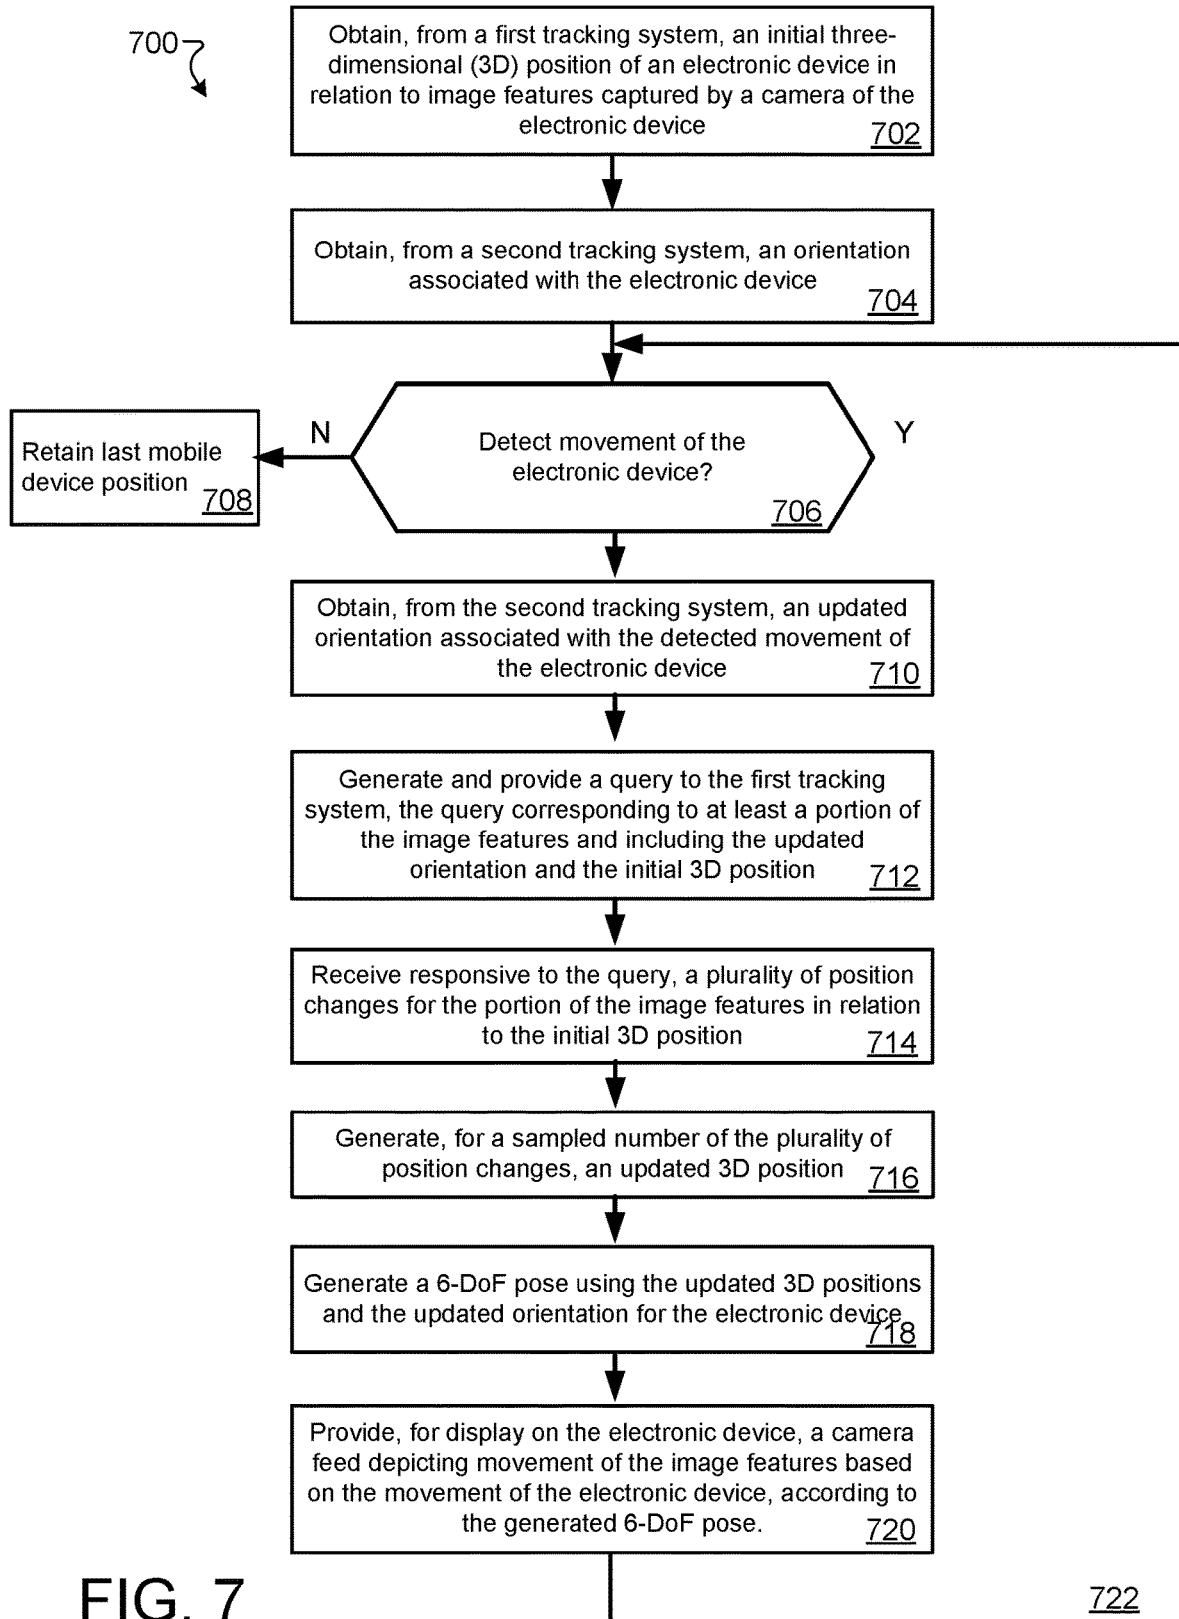 700
Obtain, from a first tracking system, an initial three-
dimensional (3D) position of an electronic device in
relation to image features captured by a camera of the
electronic device
702
Obtain, from a second tracking system, an orientation
associated with the electronic device
704
N
Y
Detect movement of the
electronic device?
706
Retain last mobile
device position
708
Obtain, from the second tracking system, an updated
orientation associated with the detected movement of
the electronic device
710
Generate and provide a query to the first tracking
system, the query corresponding to at least a portion of
the image features and including the updated
orientation and the initial 3D position
712
Receive responsive to the query, a plurality of position
changes for the portion of the image features in relation
to the initial 3D position
714
Generate, for a sampled number of the plurality of
position changes, an updated 3D position
716
Generate a 6-DoF pose using the updated 3D positions
and the updated orientation for the electronic device
718
Provide, for display on the electronic device, a camera
feed depicting movement of the image features based
on the movement of the electronic device, according to
the generated 6-DoF pose.
720
FIG. 7
722